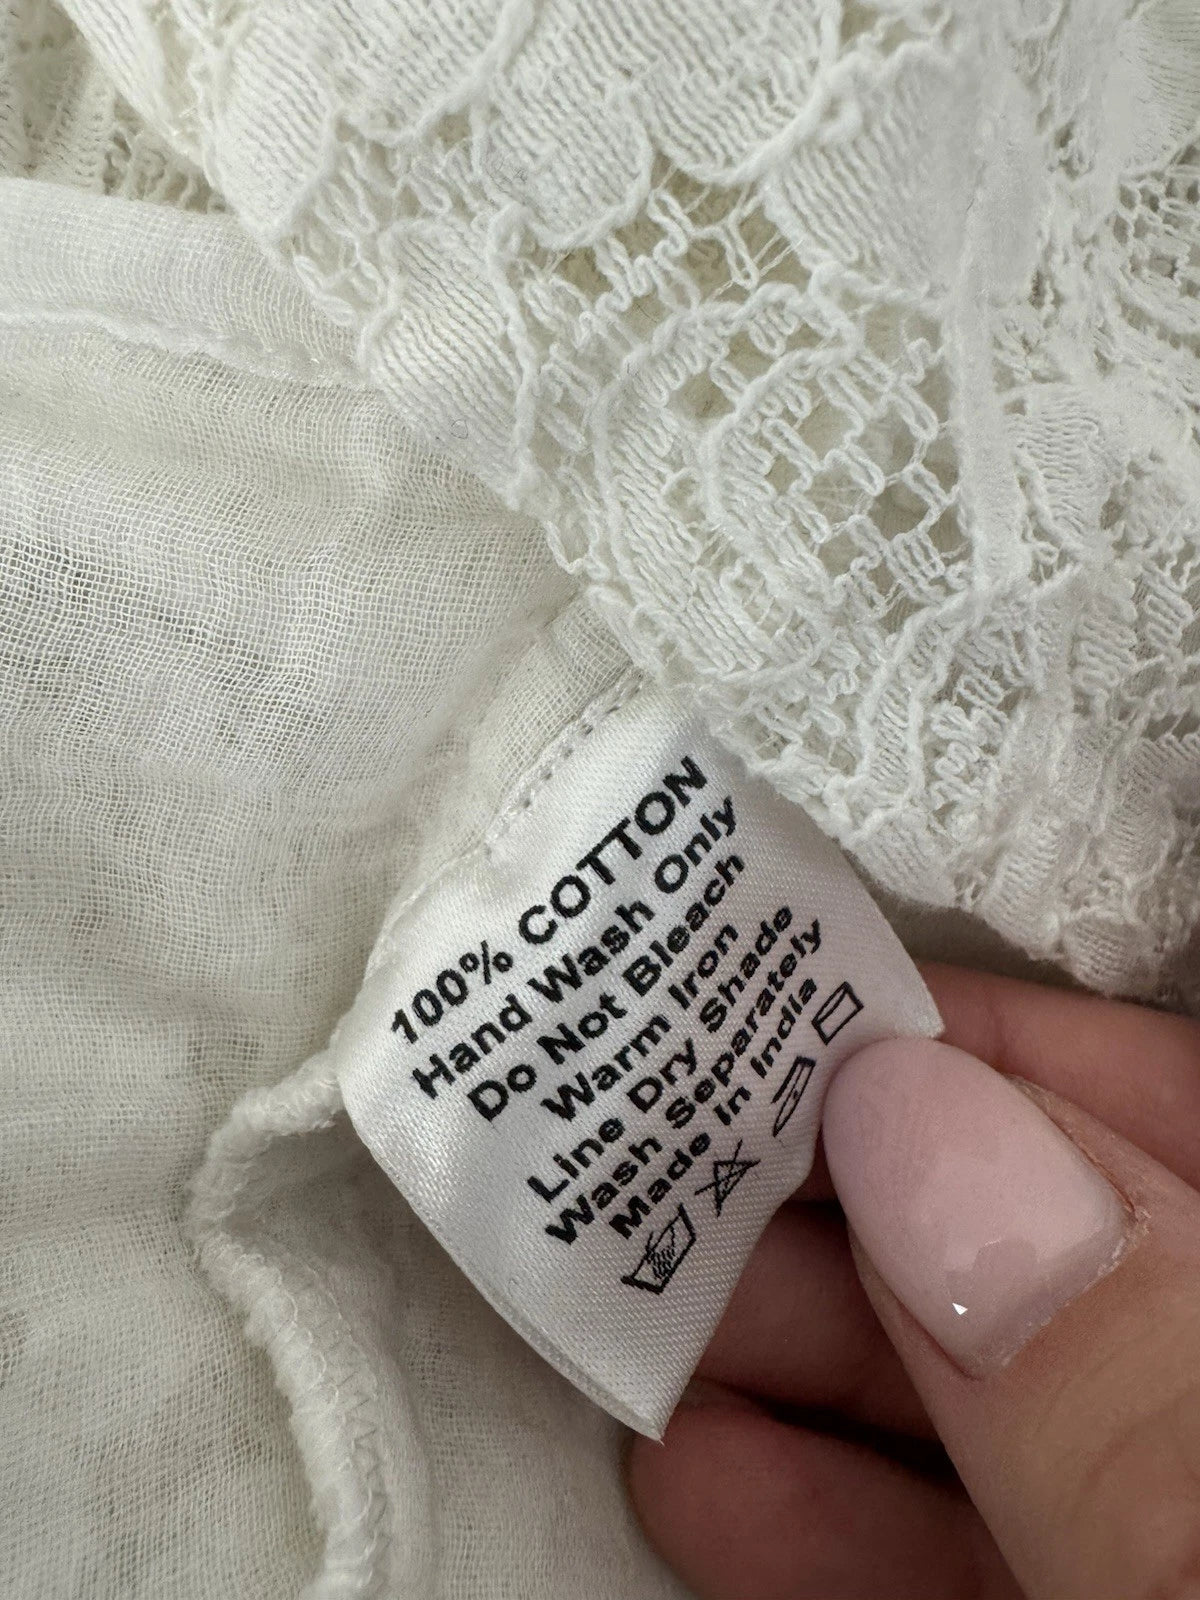 100% COTTON
Hand Wash Only
Do Not Bleach
Warm Iron
Line Dry Shade
Wash Separately
Made In India